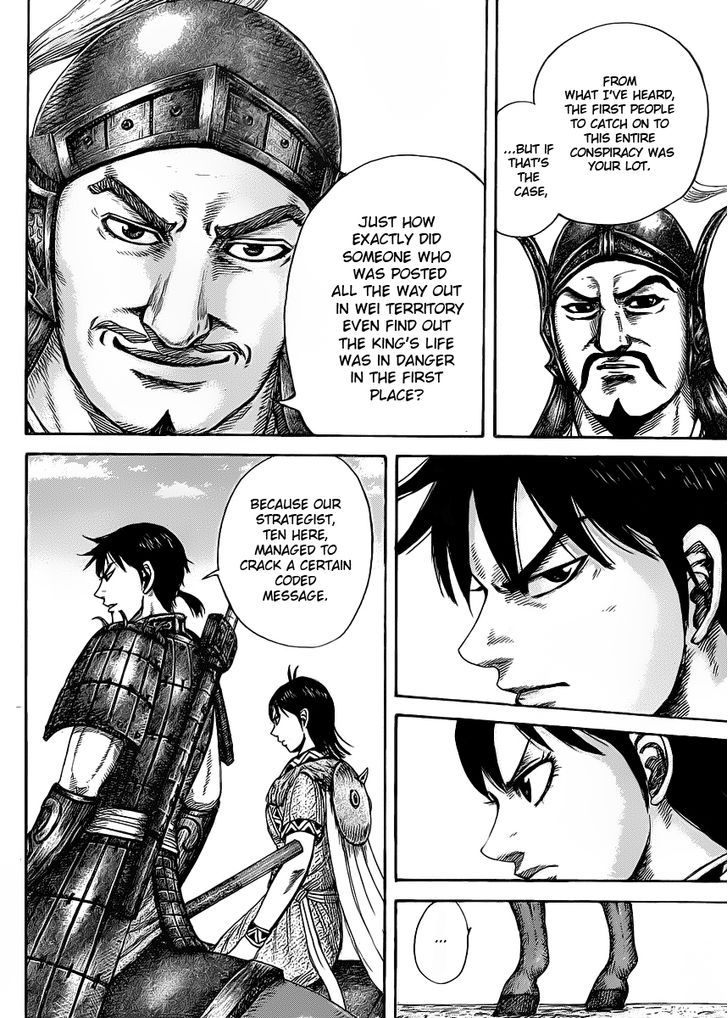 FROM
WHAT I'VE HEARD,
THE FIRST PEOPLE
TO CATCH ON TO
THIS ENTIRE
CONSPIRACY WAS
YOUR LOT.
...BUT IF
THAT'S
THE
CASE,
JUST HOW
EXACTLY DID
SOMEONE WHO
WAS POSTED
ALL THE WAY OUT
IN WEI TERRITORY
EVEN FIND OUT
THE KING'S LIFE
WAS IN DANGER
IN THE FIRST
PLACE?
BECAUSE OUR
STRATEGIST,
TEN HERE,
MANAGED TO
CRACK A CERTAIN
CODED
MESSAGE.
...